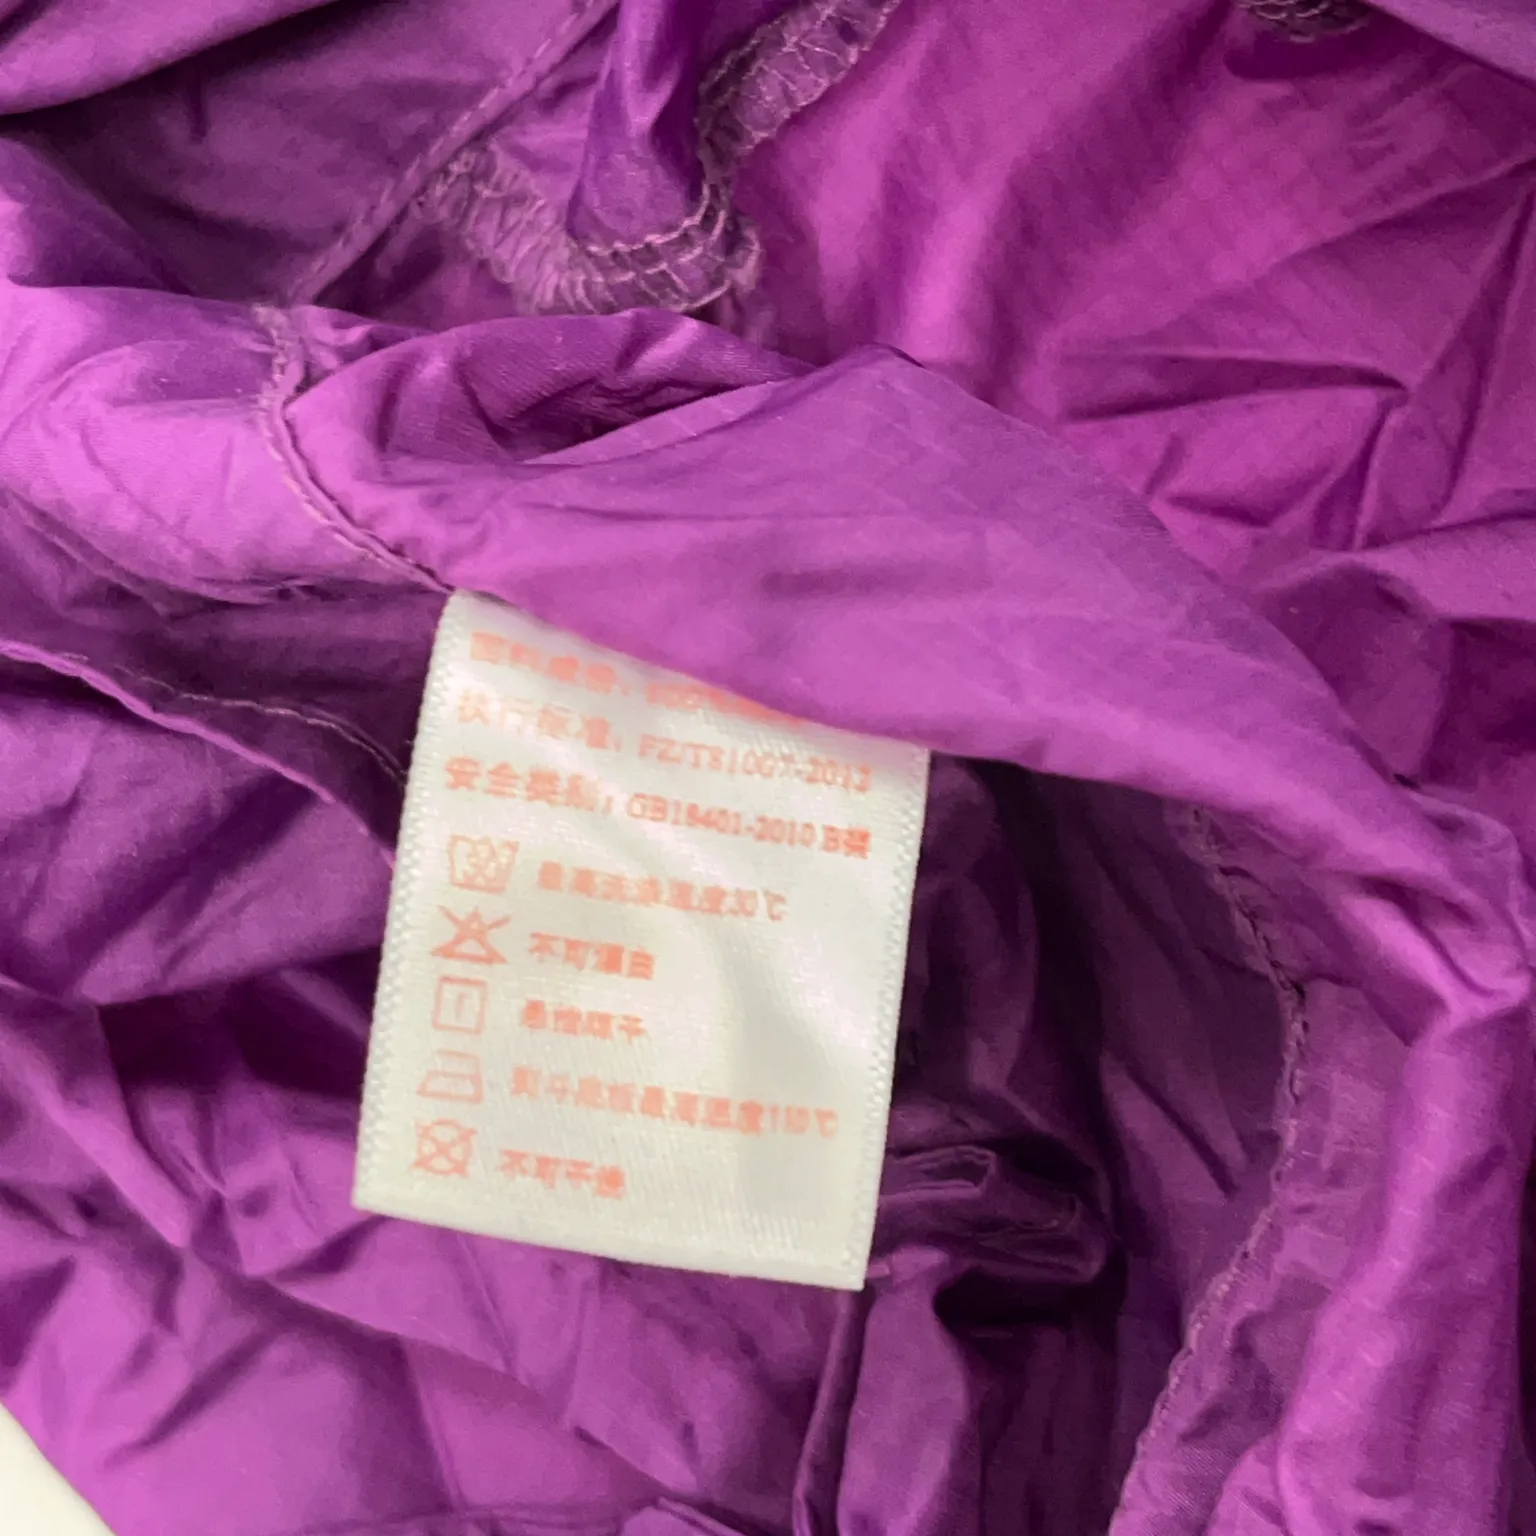 面料成份：
执行标准：FZ/T81007-2012
安全类别：GB18401-2010 B类
30 最高洗涤温度30℃
不可漂白
悬挂晾干
熨斗底板最高温度110℃
不可干洗